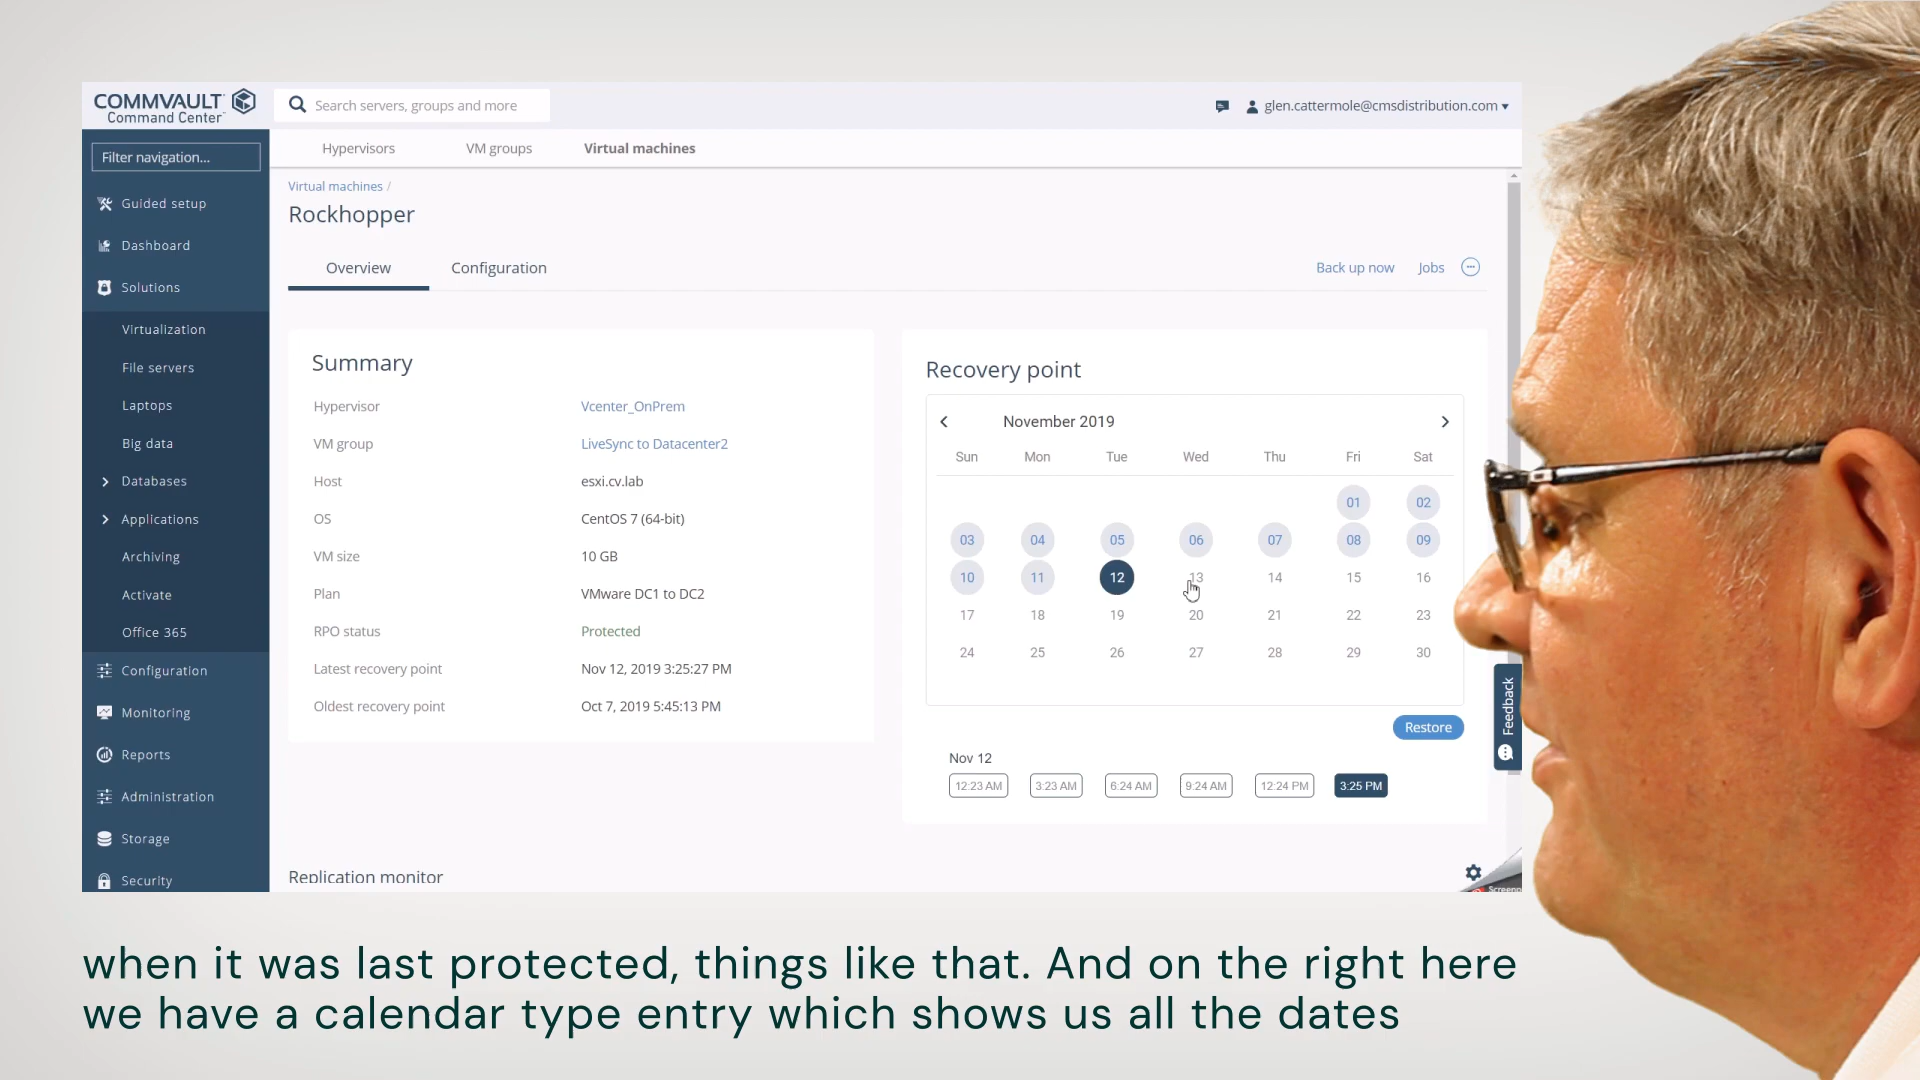 COMMVAULT
Command Center
Search servers, groups and more
glen.cattermole@cmsdistribution.com
Filter navigation...
Hypervisors
VM groups
Virtual machines
Virtual machines /
Rockhopper
Guided setup
Dashboard
Solutions
Virtualization
File servers
Laptops
Big data
Databases
Applications
Archiving
Activate
Office 365
Configuration
Monitoring
Reports
Administration
Storage
Security
Overview
Configuration
Back up now
Jobs
Summary
Hypervisor Vcenter_OnPrem
VM group LiveSync to Datacenter2
Host esxi.cv.lab
OS CentOS 7 (64-bit)
VM size 10 GB
Plan VMware DC1 to DC2
RPO status Protected
Latest recovery point Nov 12, 2019 3:25:27 PM
Oldest recovery point Oct 7, 2019 5:45:13 PM
Recovery point
November 2019
Sun Mon Tue Wed Thu Fri Sat
01 02
03 04 05 06 07 08 09
10 11 12 13 14 15 16
17 18 19 20 21 22 23
24 25 26 27 28 29 30
Restore
Feedback
Nov 12
12:23 AM 3:23 AM 6:24 AM 9:24 AM 12:24 PM 3:25 PM
Replication monitor
when it was last protected, things like that. And on the right here
we have a calendar type entry which shows us all the dates